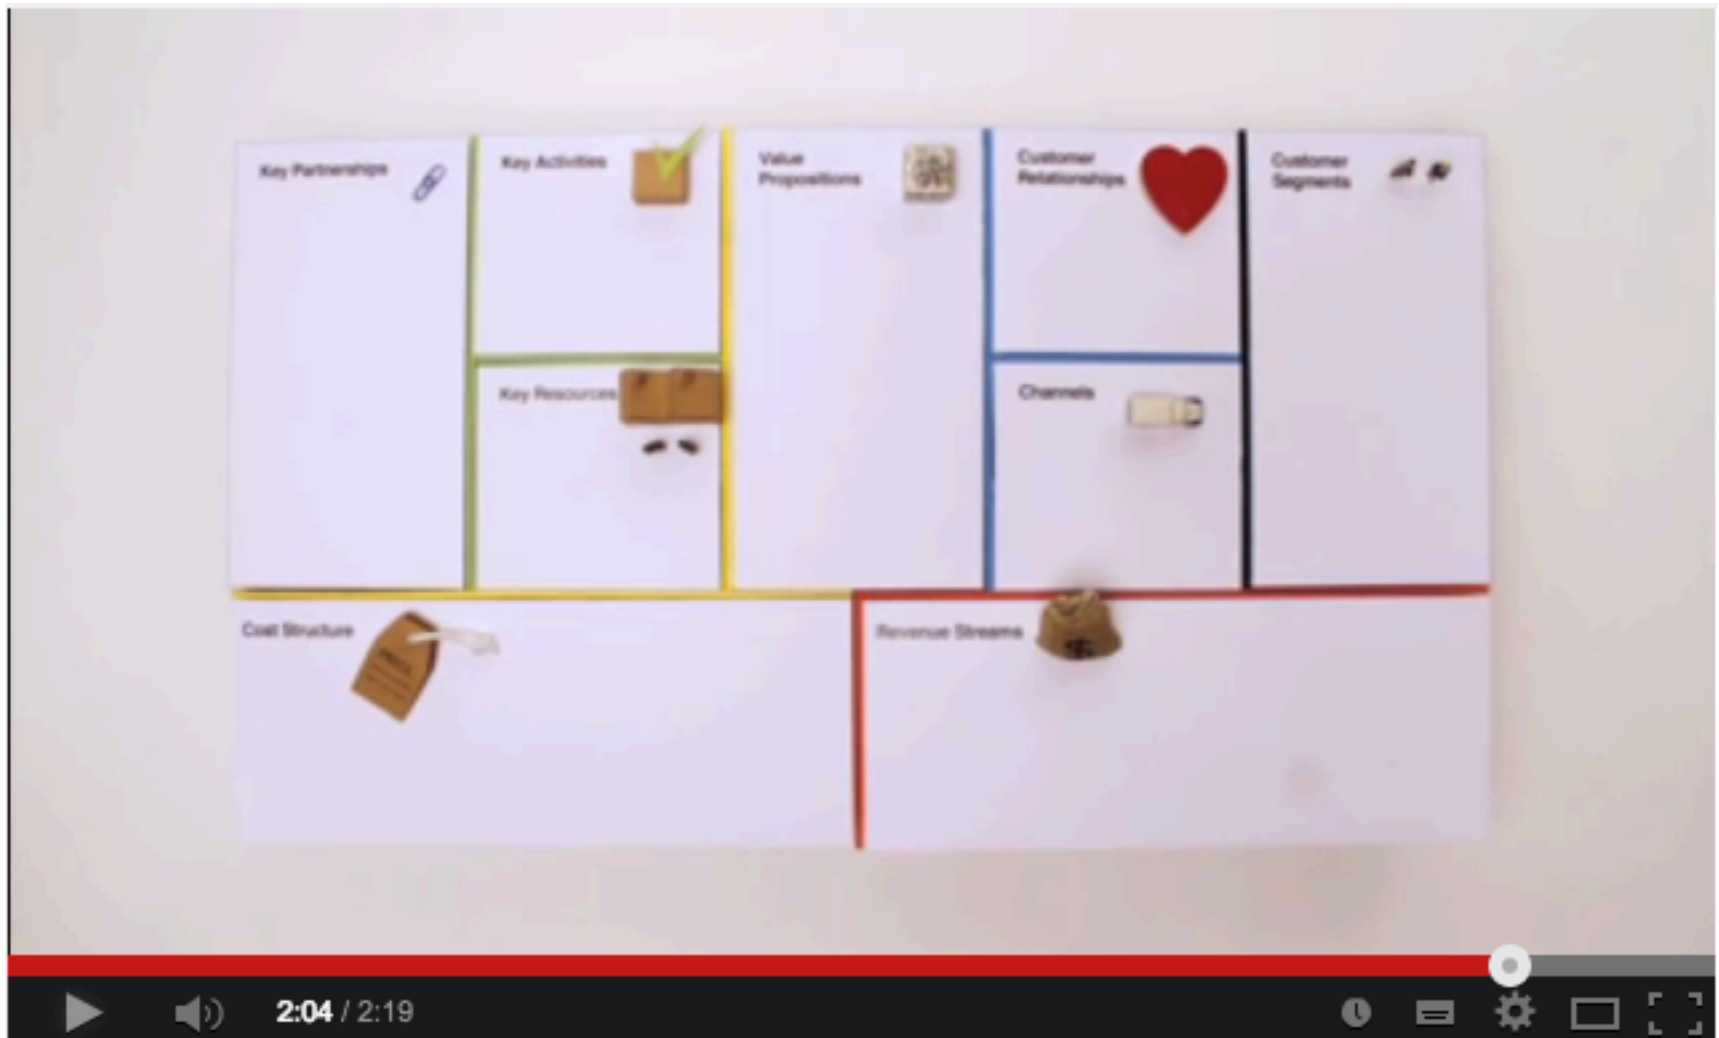 Key Partnerships
Key Activities
Value
Propositions
Customer
Relationships
Customer
Segments
Key Resources
Channels
Cost Structure
Revenue Streams
$
2:04 / 2:19